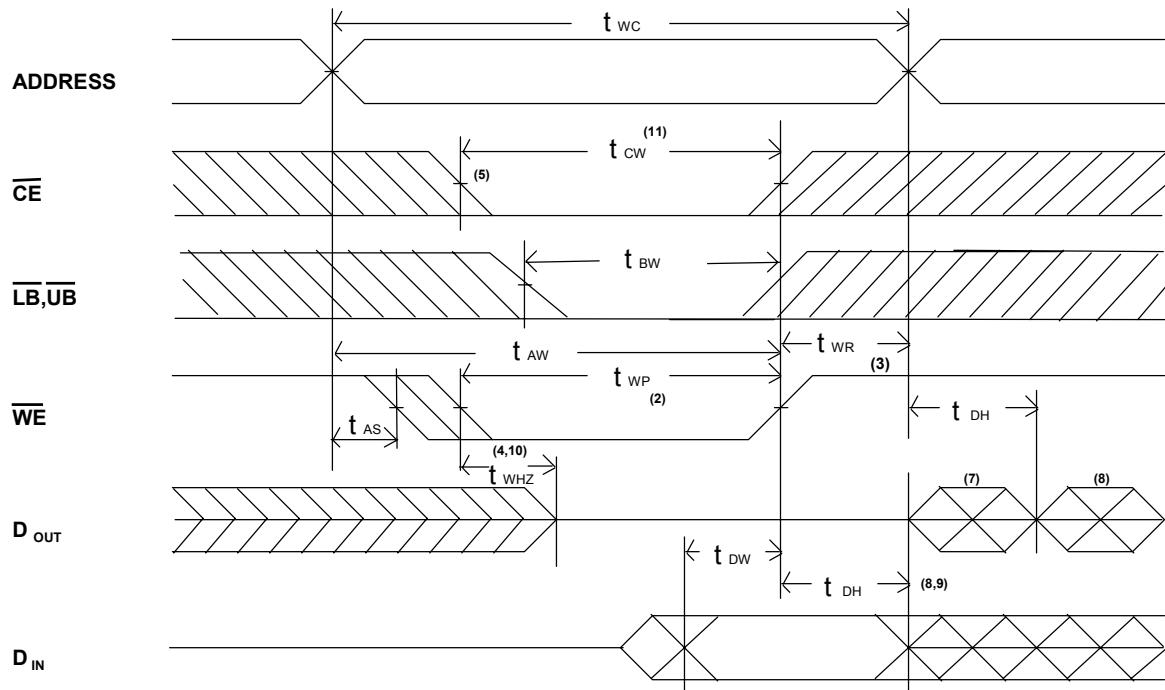 t WC
ADDRESS
t CW (11)
CE (5)
t BW
LB,UB
t AW
t WR
t WP (2)
(3)
WE
t AS
t DH
(4,10)
t WHZ
(7) (8)
D OUT
t DW
t DH (8,9)
D IN